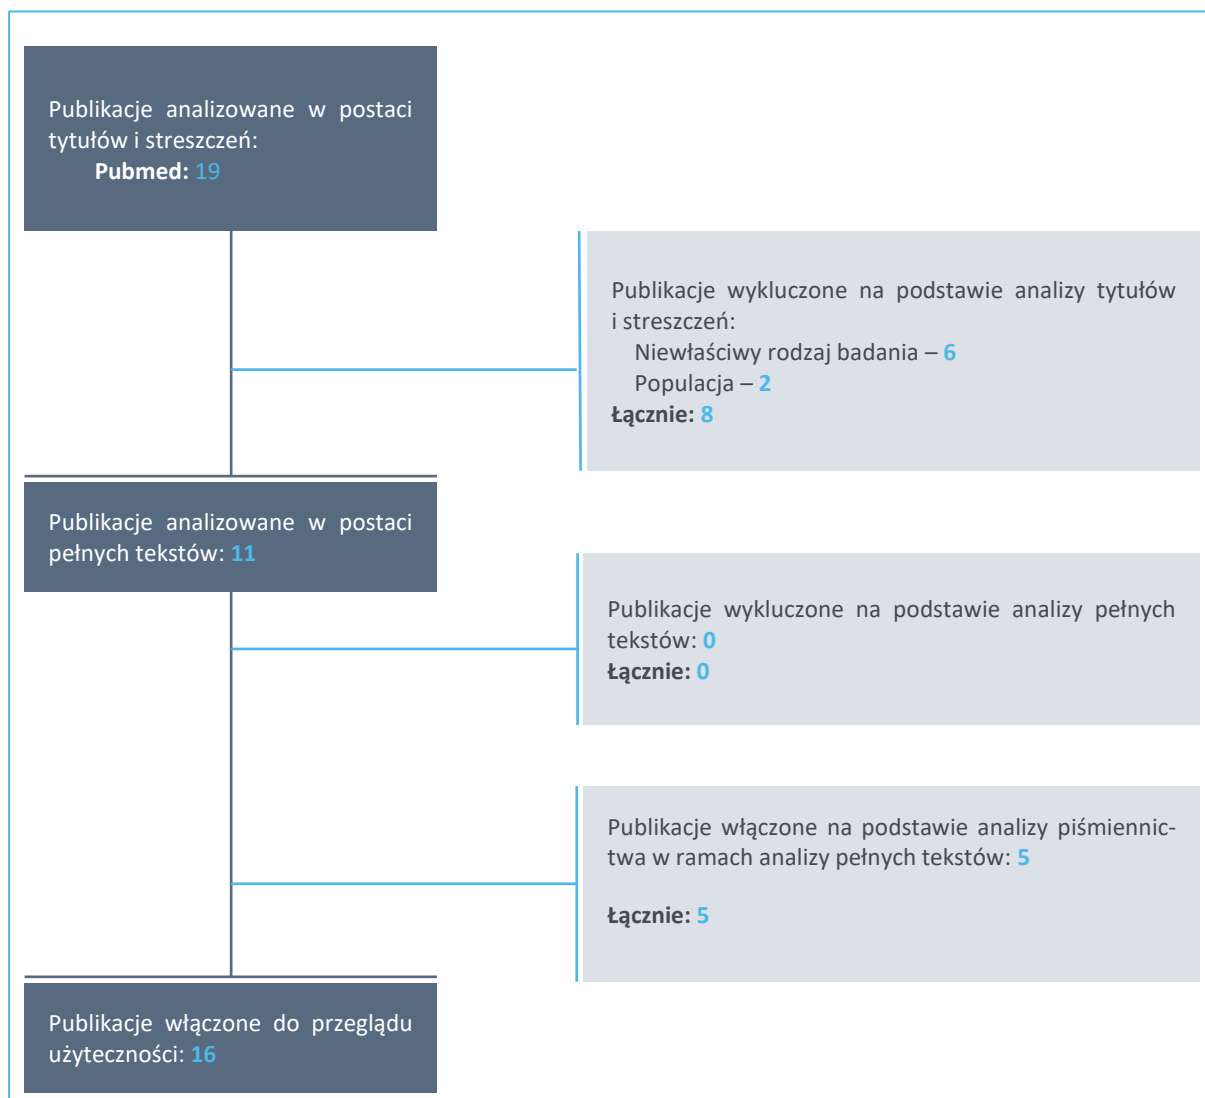 Publikacje analizowane w postaci
tytułów i streszczeń:
Pubmed: 19
Publikacje wykluczone na podstawie analizy tytułów
i streszczeń:
Niewłaściwy rodzaj badania – 6
Populacja – 2
Łącznie: 8
Publikacje analizowane w postaci
pełnych tekstów: 11
Publikacje wykluczone na podstawie analizy pełnych
tekstów: 0
Łącznie: 0
Publikacje włączone na podstawie analizy piśmiennic-
twa w ramach analizy pełnych tekstów: 5
Łącznie: 5
Publikacje włączone do przeglądu
użyteczności: 16